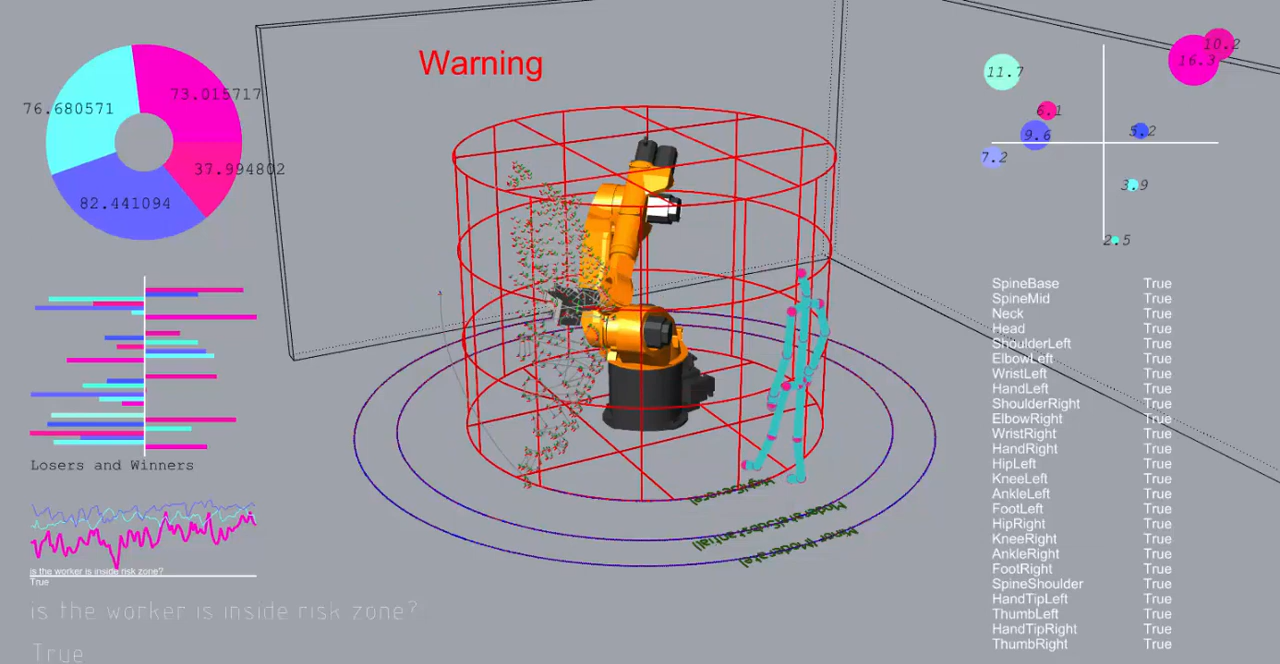 Warning
76.680571
73.015717
37.994802
82.441094
Losers and Winners
is the worker is inside risk zone?
True
is the worker is inside risk zone?
True
10.2
16.3
11.7
6.1
9.6
5.2
7.2
3.9
2.5
SpineBase True
SpineMid True
Neck True
Head True
ShoulderLeft True
ElbowLeft True
WristLeft True
HandLeft True
ShoulderRight True
ElbowRight True
WristRight True
HandRight True
HipLeft True
KneeLeft True
AnkleLeft True
FootLeft True
HipRight True
KneeRight True
AnkleRight True
FootRight True
SpineShoulder True
HandTipLeft True
ThumbLeft True
HandTipRight True
ThumbRight True
Moderate(Substantial)
Minor (Moderate)